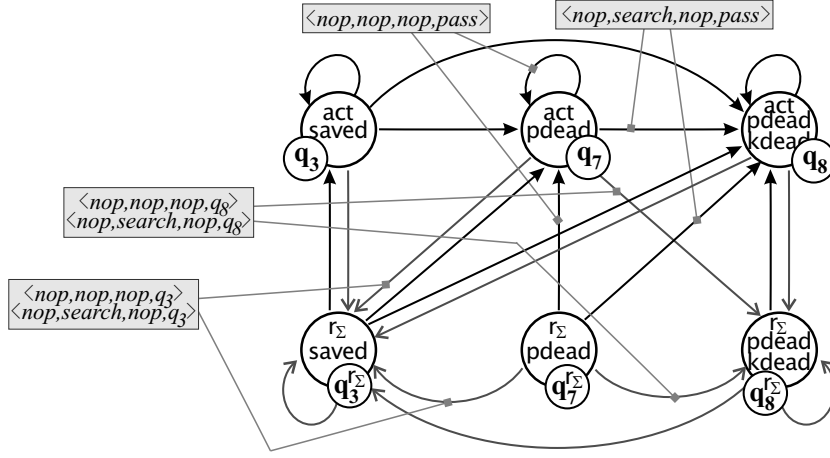 <nop,nop,nop,pass>
<nop,search,nop,pass>
act
saved
q3
act
pdead
q7
act
pdead
kdead
q8
<nop,nop,nop,q8>
<nop,search,nop,q8>
<nop,nop,nop,q3>
<nop,search,nop,q3>
rΣ
saved
q3rΣ
rΣ
pdead
q7rΣ
rΣ
pdead
kdead
q8rΣ